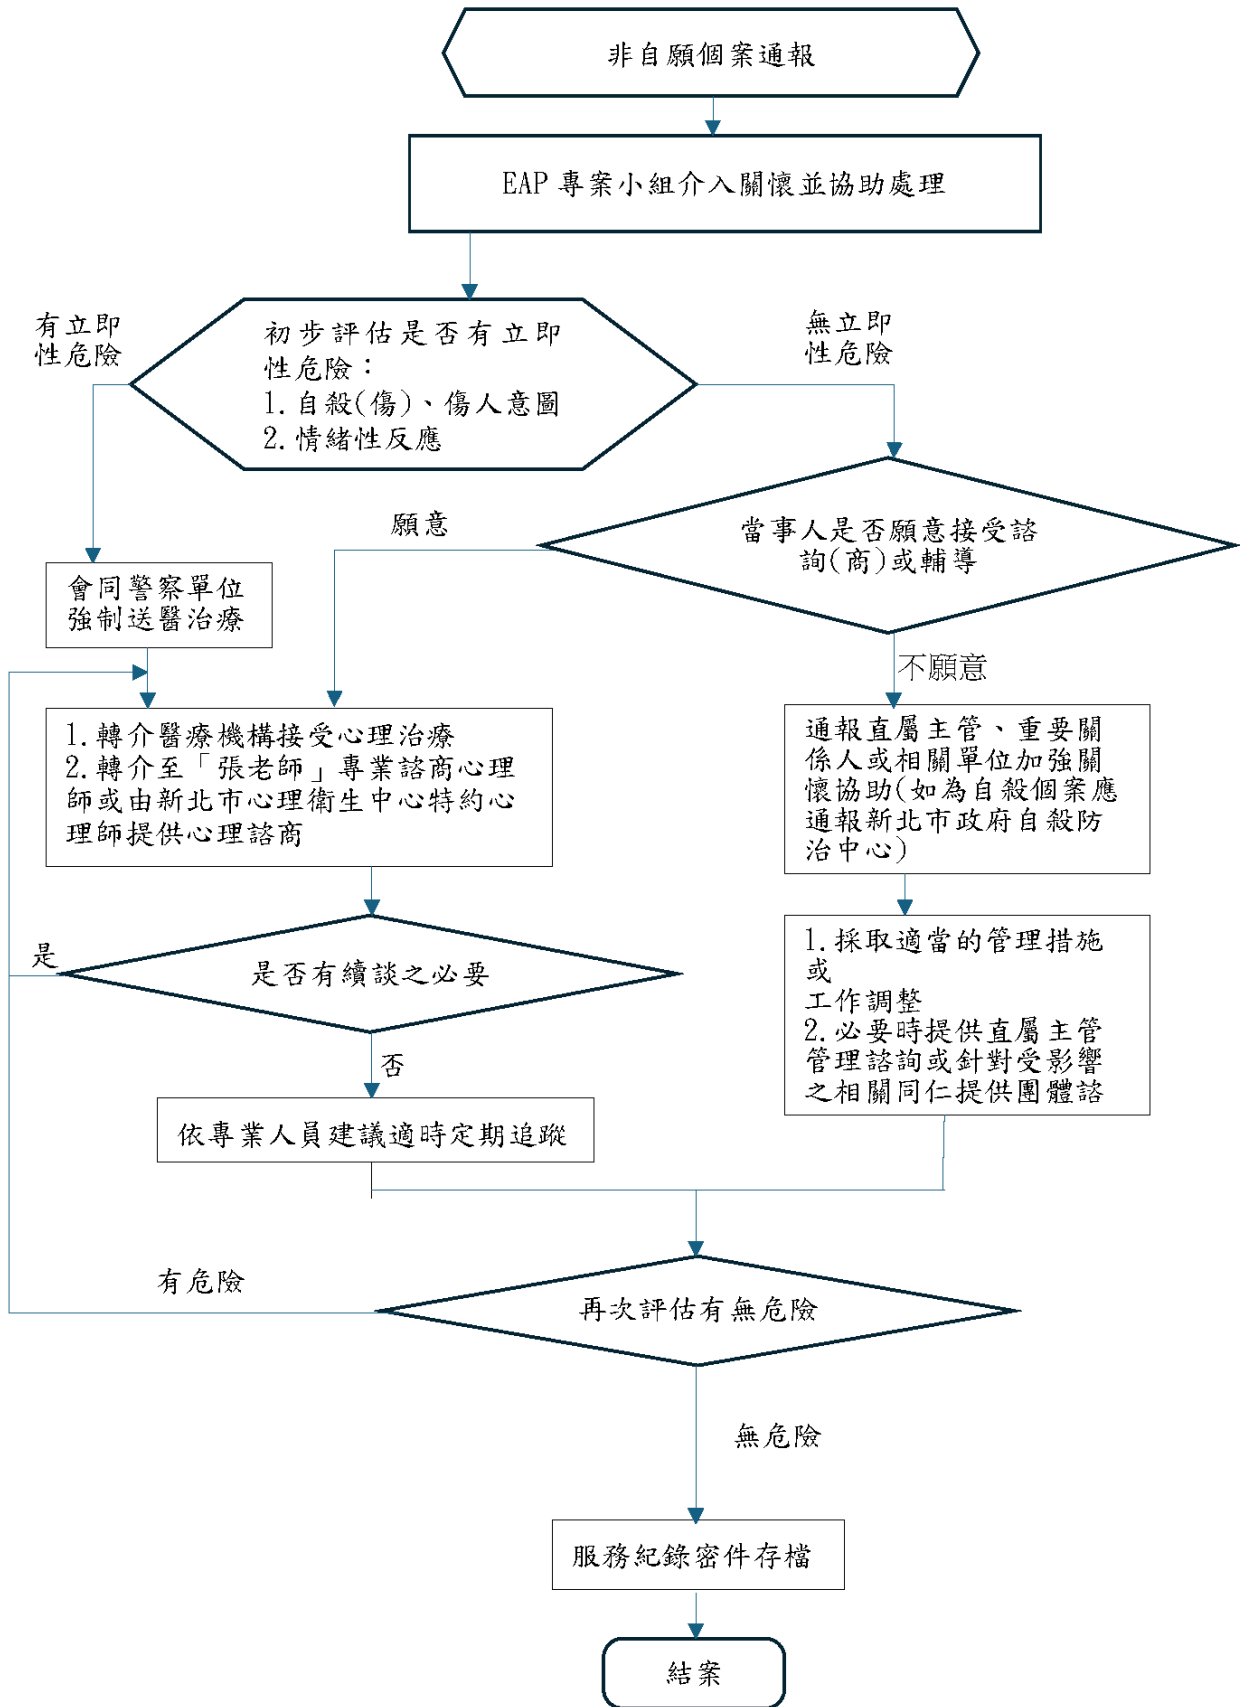 非自願個案通報
EAP 專案小組介入關懷並協助處理
有立即
性危險
初步評估是否有立即
性危險：
1.自殺(傷)、傷人意圖
2.情緒性反應
無立即
性危險
願意
當事人是否願意接受諮
詢(商)或輔導
會同警察單位
強制送醫治療
不願意
1.轉介醫療機構接受心理治療
2.轉介至「張老師」專業諮商心理
師或由新北市心理衛生中心特約心
理師提供心理諮商
通報直屬主管、重要關
係人或相關單位加強關
懷協助(如為自殺個案應
通報新北市政府自殺防
治中心)
是
是否有續談之必要
1.採取適當的管理措施
或
工作調整
2.必要時提供直屬主管
管理諮詢或針對受影響
之相關同仁提供團體諮
否
依專業人員建議適時定期追蹤
有危險
再次評估有無危險
無危險
服務紀錄密件存檔
結案